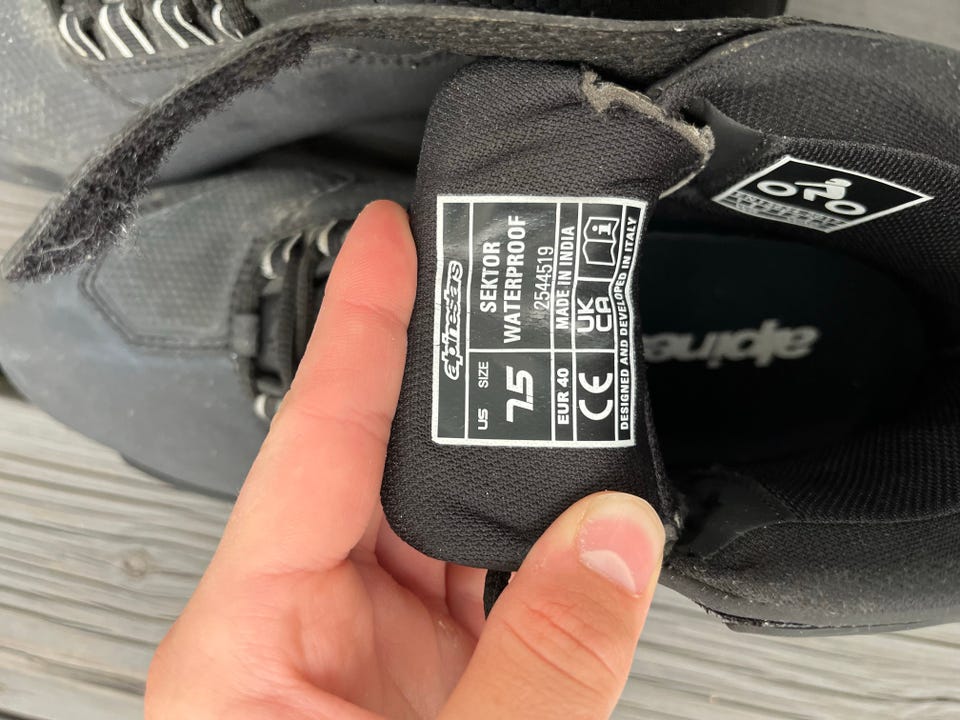 alpinestars
SEKTOR
WATERPROOF
2544519
US SIZE
7.5
EUR 40
MADE IN INDIA
CE
UK
CA
i
DESIGNED AND DEVELOPED IN ITALY
alpines